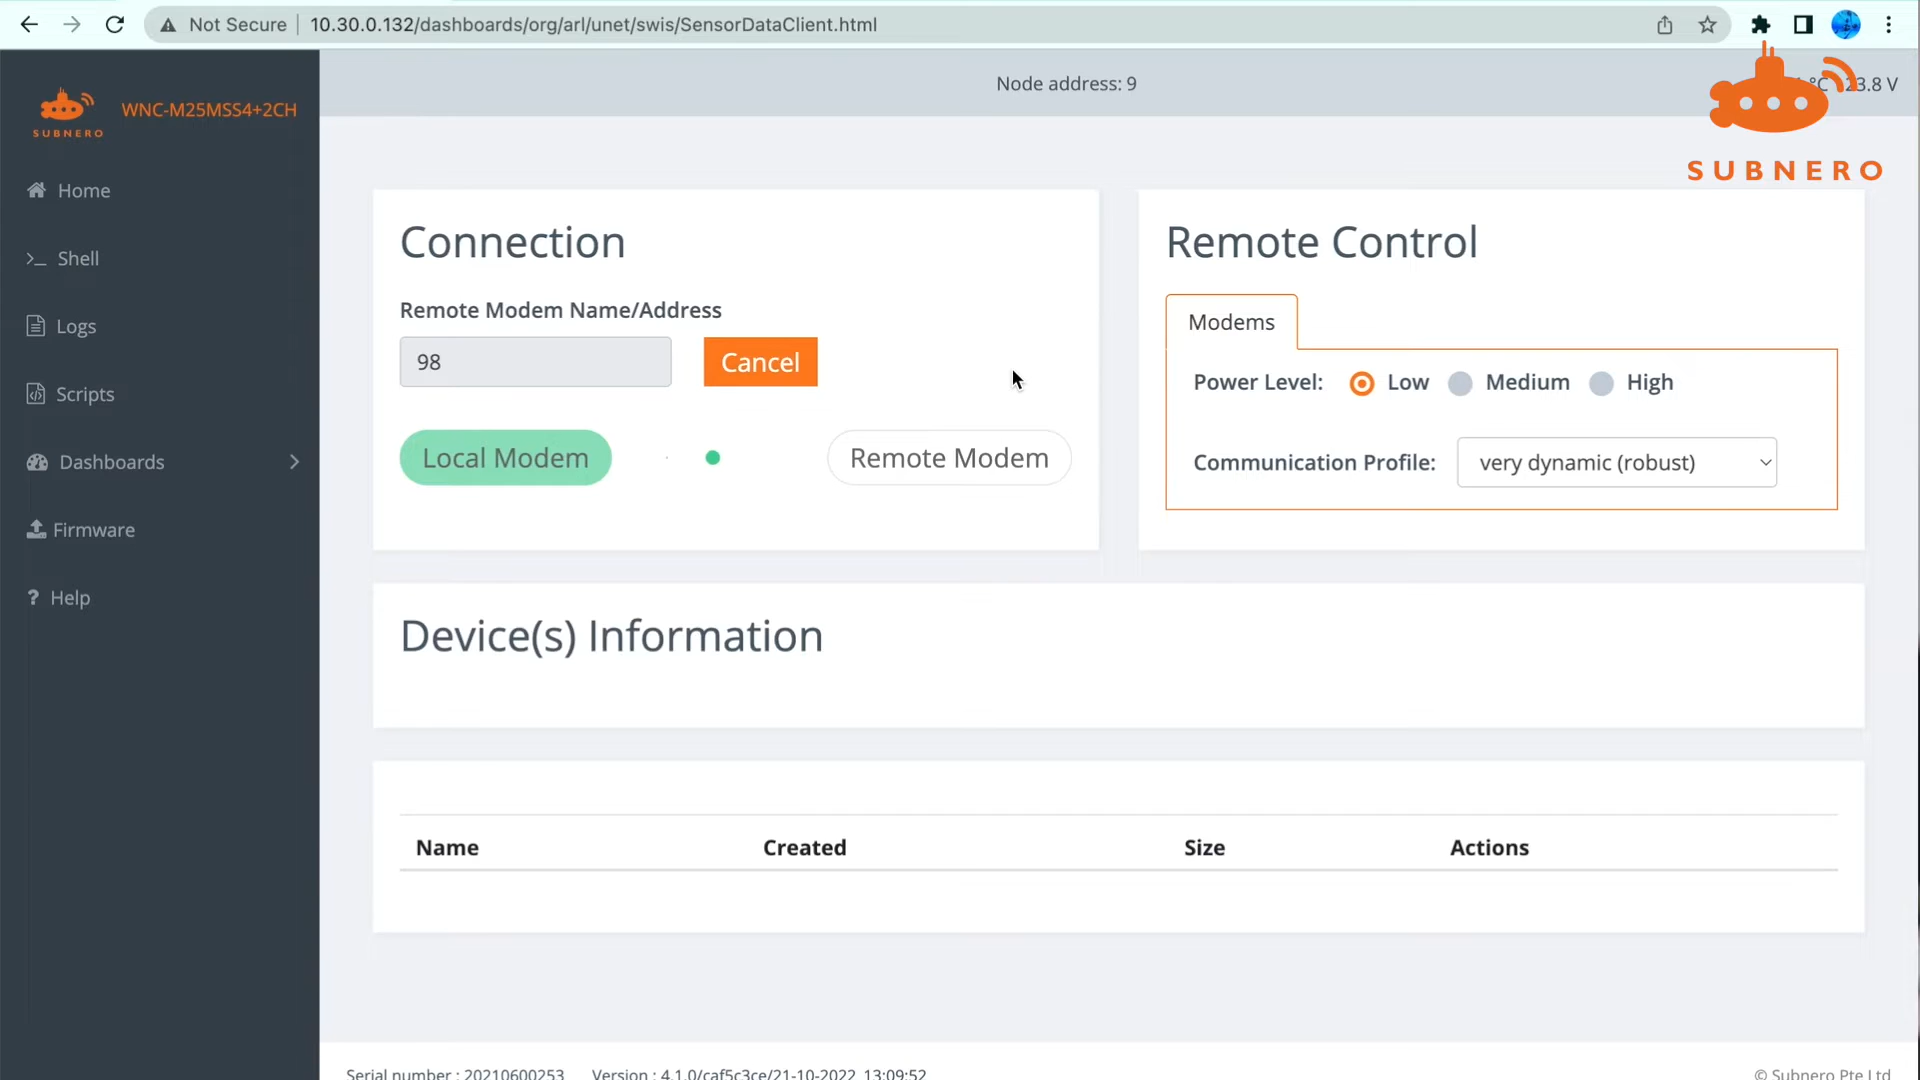 Not Secure
10.30.0.132/dashboards/org/arl/unet/swis/SensorDataClient.html
SUBNERO
WNC-M25MSS4+2CH
Home
Shell
Logs
Scripts
Dashboards
Firmware
? Help
Node address: 9
°C
23.8 V
SUBNERO
Connection
Remote Modem Name/Address
98
Cancel
Local Modem
Remote Modem
Remote Control
Modems
Power Level: Low Medium High
Communication Profile: very dynamic (robust)
Device(s) Information
Name Created Size Actions
Serial number : 20210600253 Version : 4.1.0/caf5c3ce/21-10-2022_13:09:52
© Subnero Pte Ltd